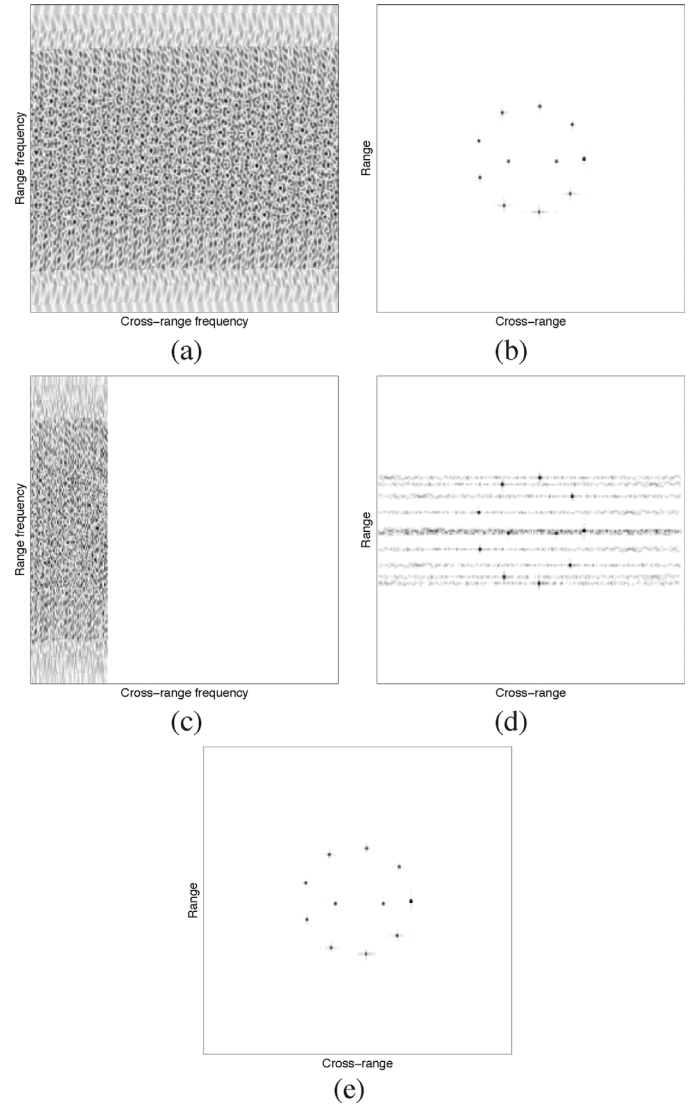 Range frequency
Cross-range frequency
(a)
Range
Cross-range
(b)
Range frequency
Cross-range frequency
(c)
Range
Cross-range
(d)
Range
Cross-range
(e)